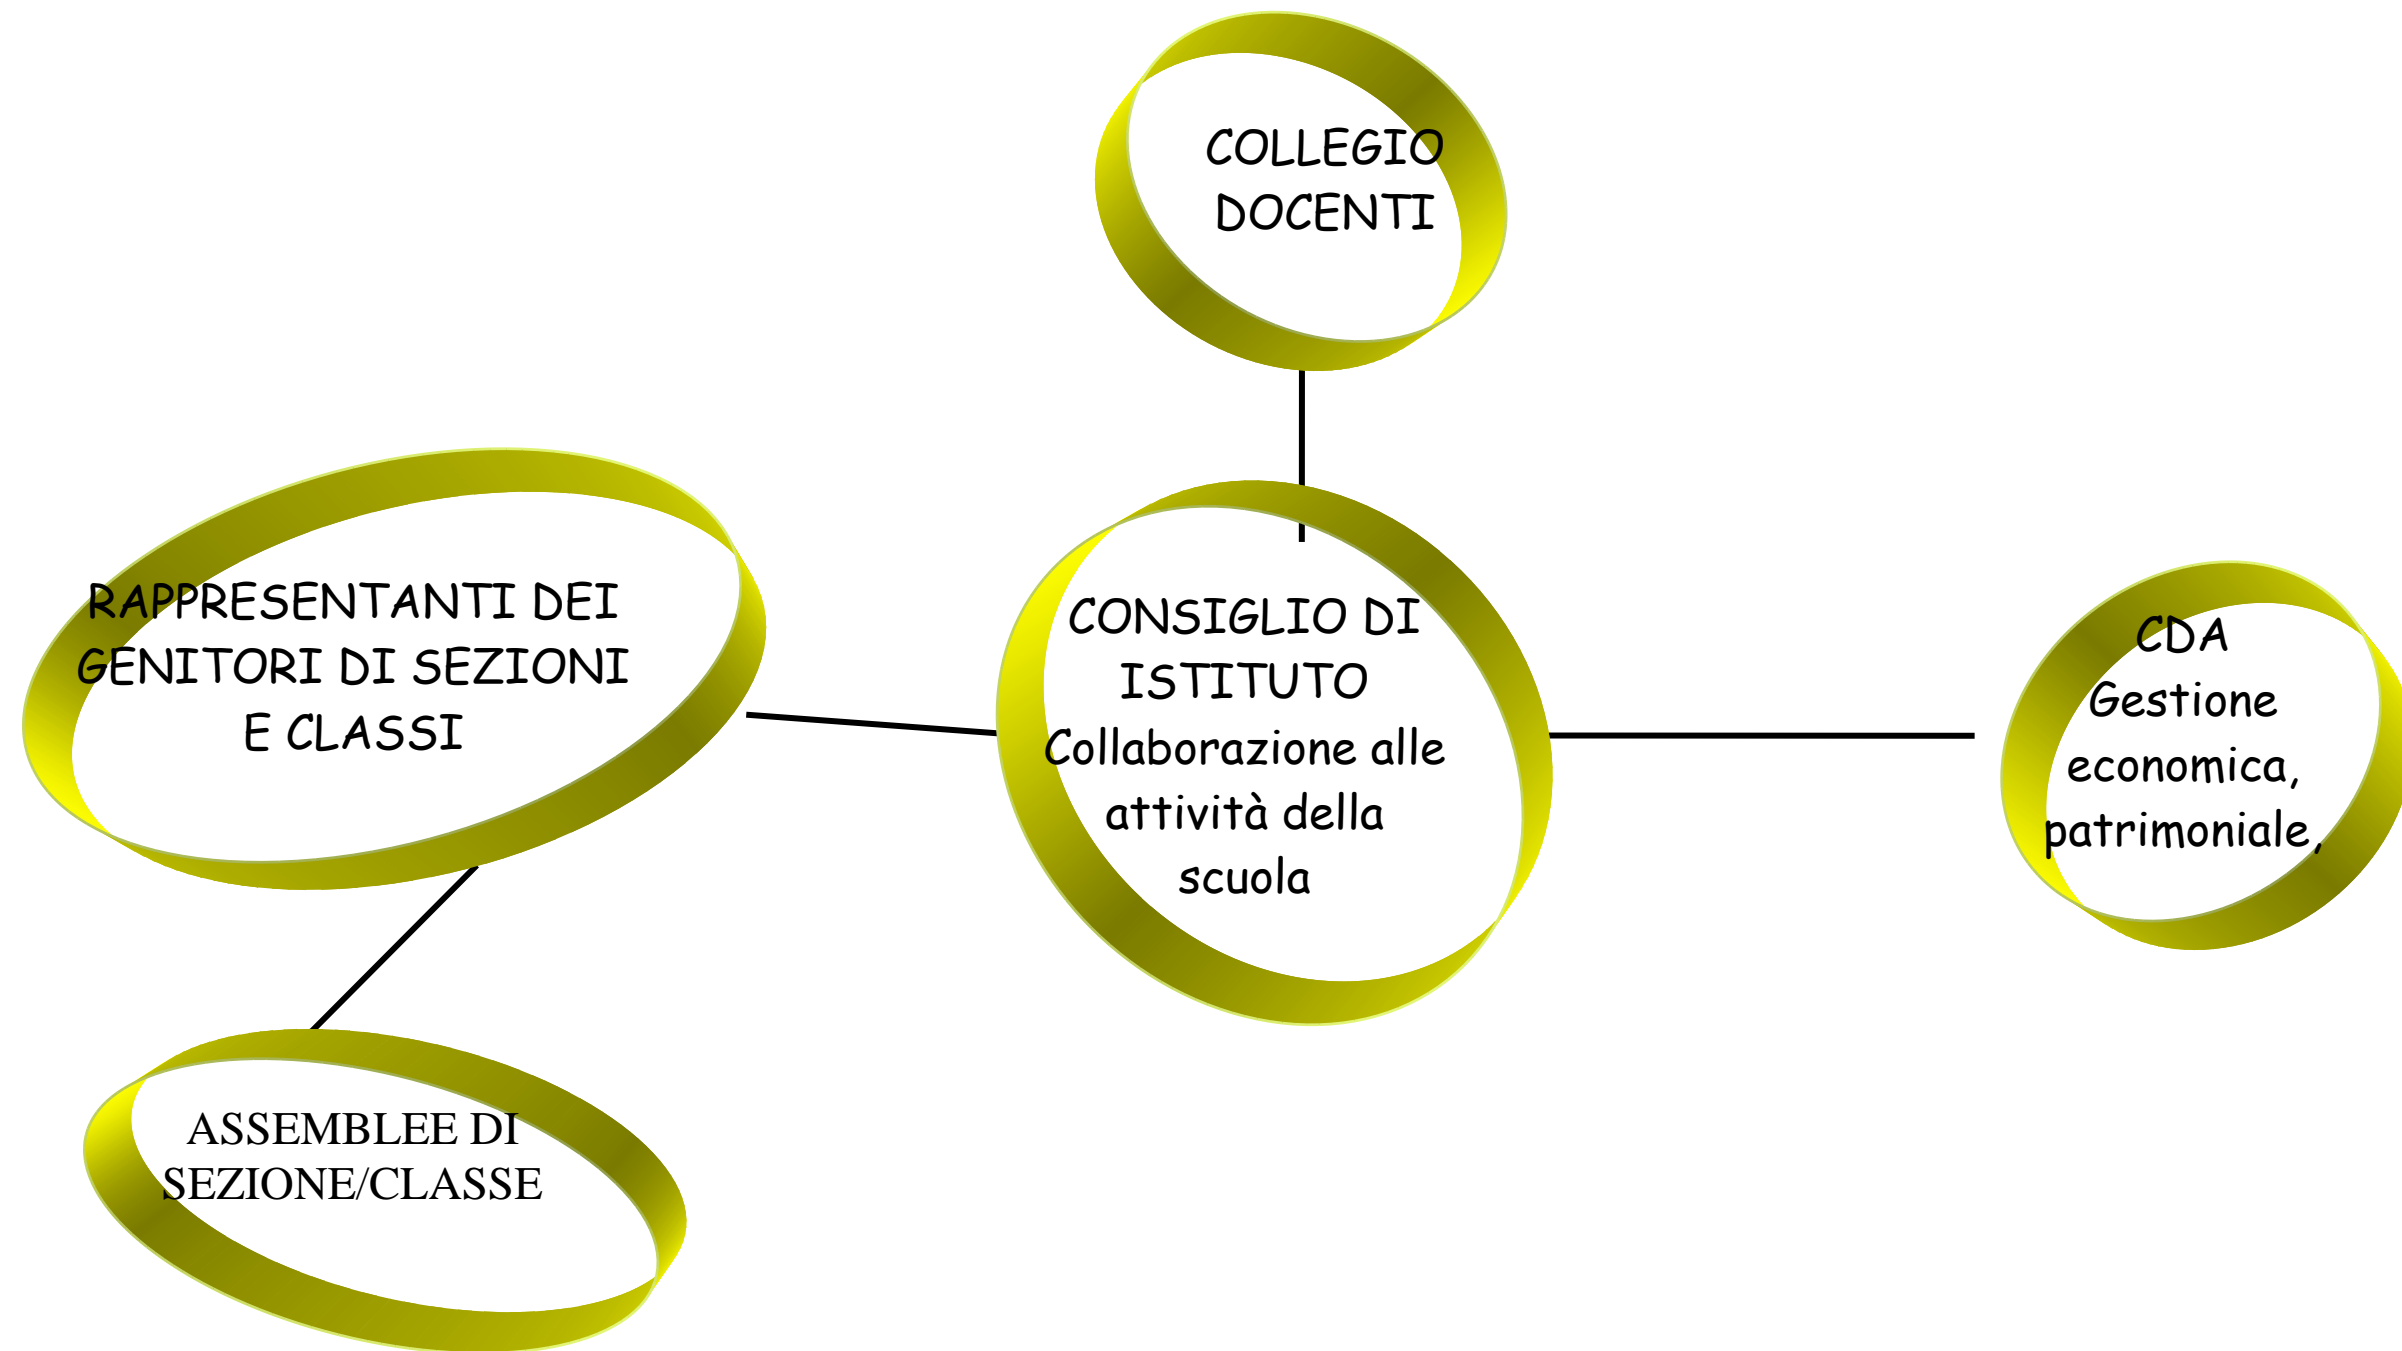 COLLEGIO
DOCENTI
RAPPRESENTANTI DEI
GENITORI DI SEZIONI
E CLASSI
CONSIGLIO DI
ISTITUTO
Collaborazione alle
attività della
scuola
CDA
Gestione
economica,
patrimoniale,
ASSEMBLEE DI
SEZIONE/CLASSE